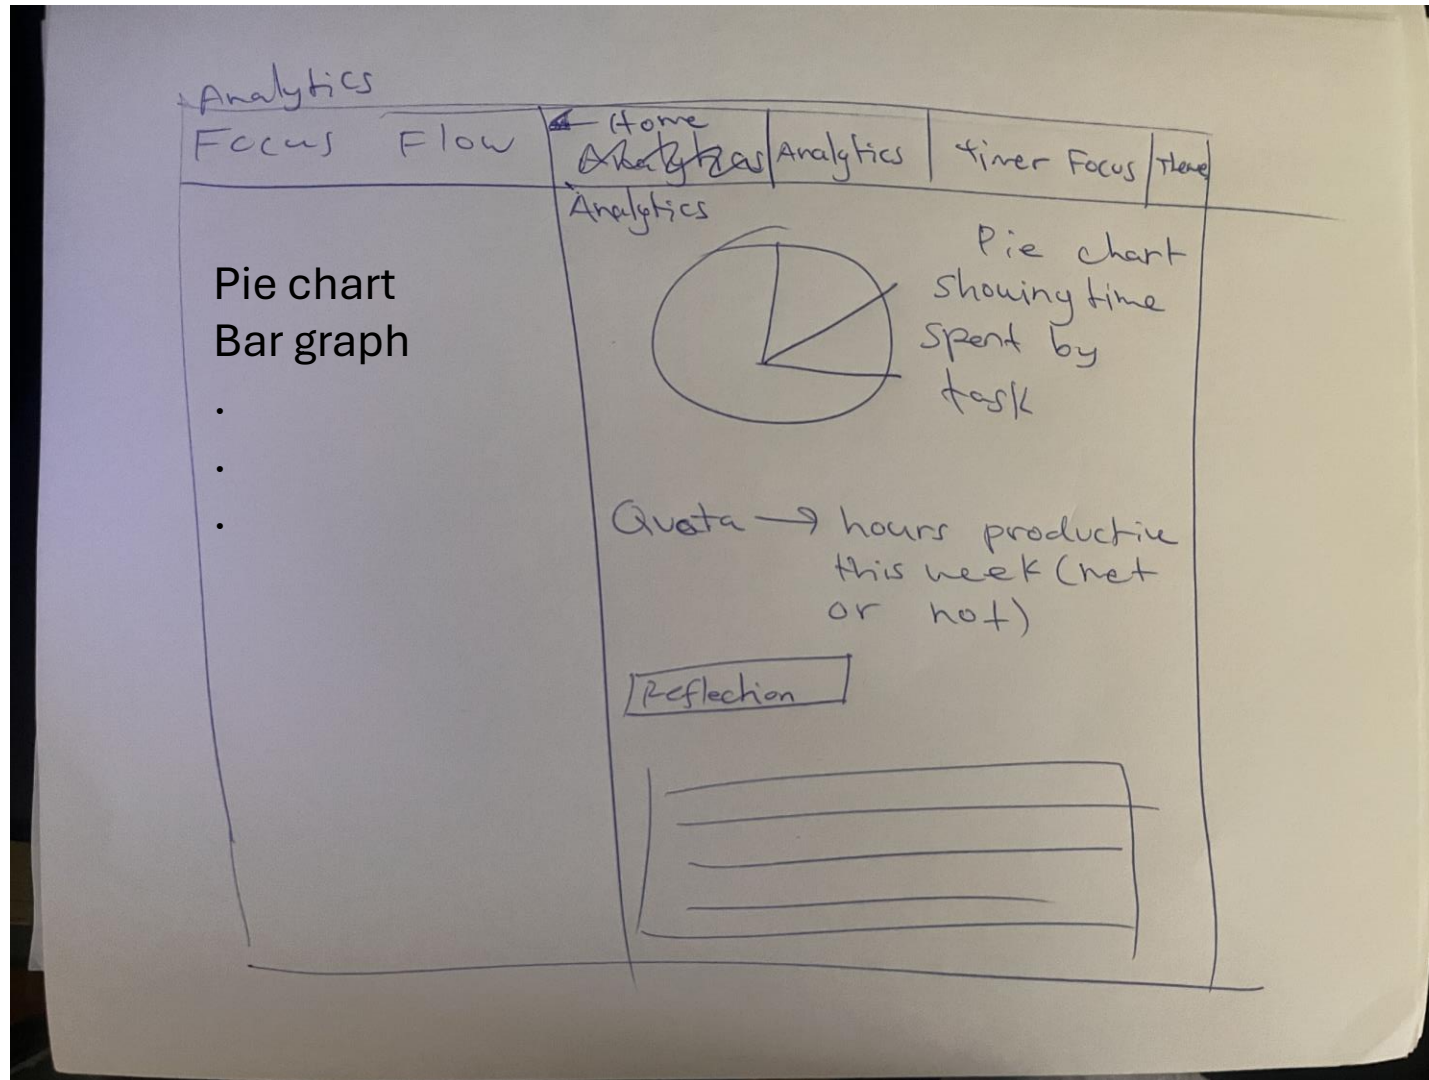 Analytics
Focus Flow
← Home
Analytics
Analytics
timer Focus
Theme
Analytics
Pie chart
Bar graph
.
.
.
Pie chart
showing time
spent by
task
Quota → hours productive
this week (met
or not)
Reflection